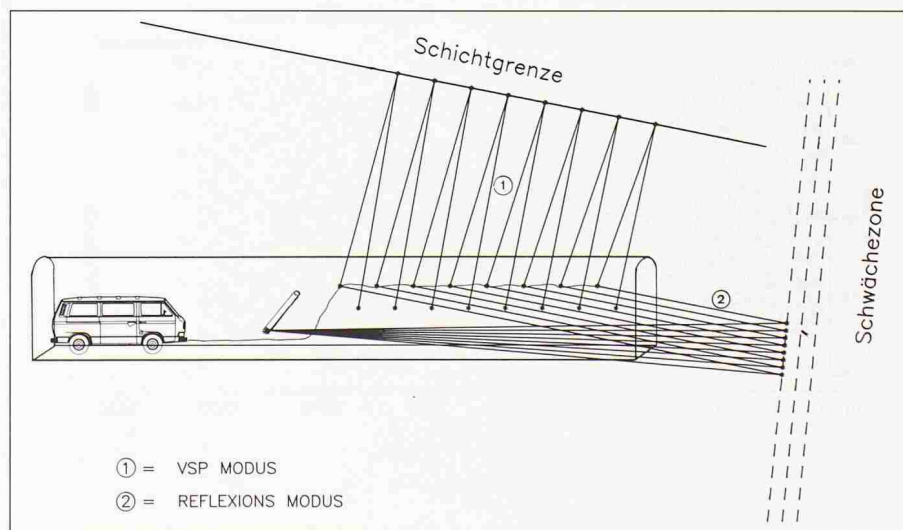 Schichtgrenze
①
②
Schwächezone
① = VSP MODUS
② = REFLEXIONS MODUS